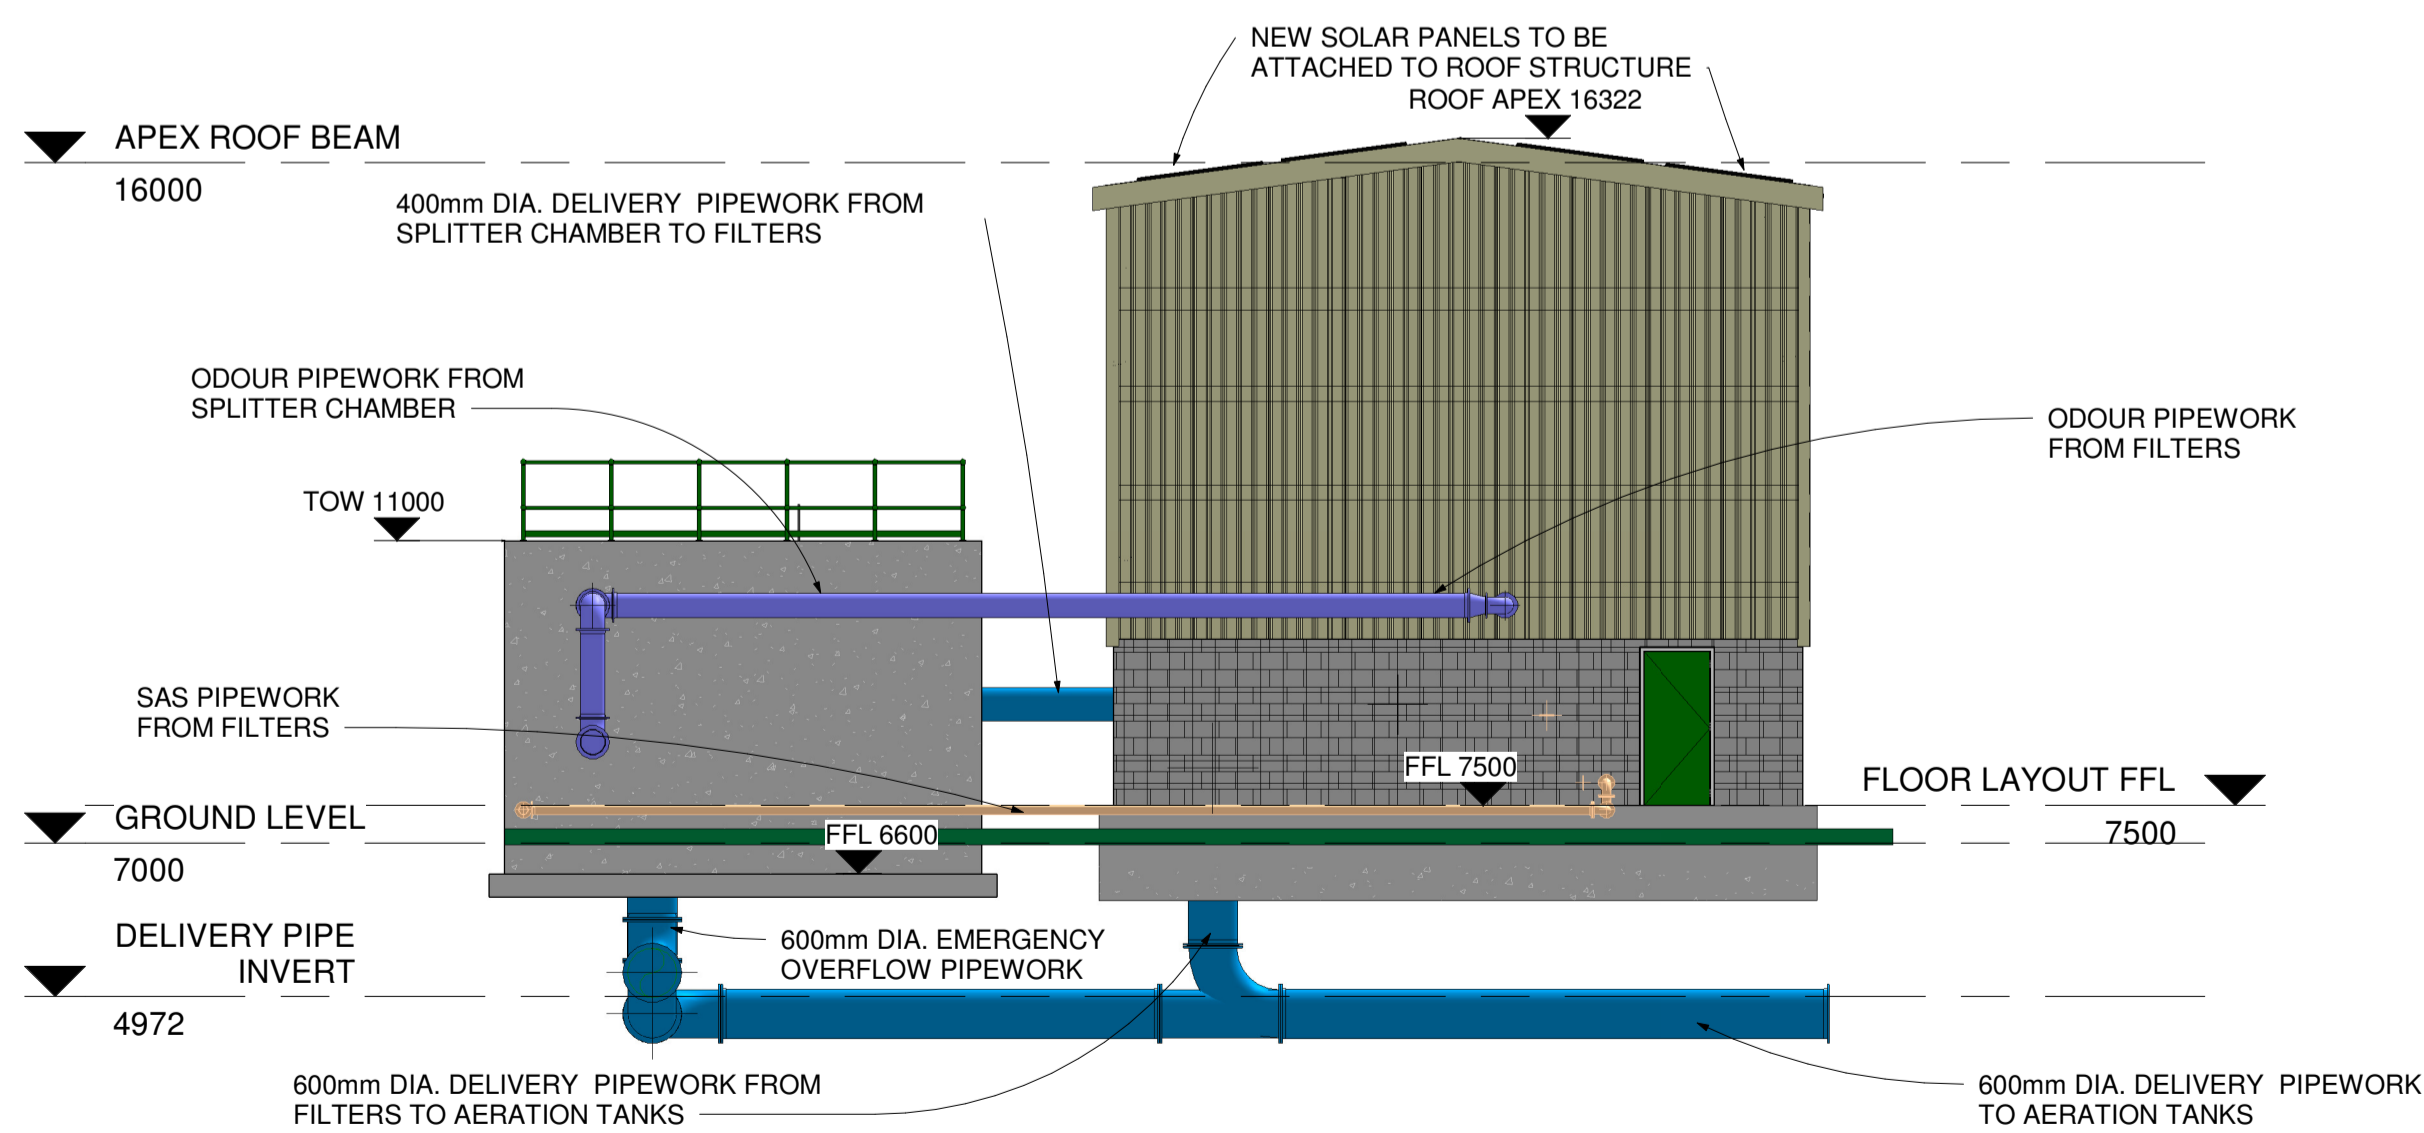 NEW SOLAR PANELS TO BE
ATTACHED TO ROOF STRUCTURE
ROOF APEX 16322
APEX ROOF BEAM
16000
400mm DIA. DELIVERY PIPEWORK FROM
SPLITTER CHAMBER TO FILTERS
ODOUR PIPEWORK FROM
SPLITTER CHAMBER
ODOUR PIPEWORK
FROM FILTERS
TOW 11000
SAS PIPEWORK
FROM FILTERS
FFL 7500
FLOOR LAYOUT FFL
7500
GROUND LEVEL
7000
FFL 6600
DELIVERY PIPE
INVERT
4972
600mm DIA. EMERGENCY
OVERFLOW PIPEWORK
600mm DIA. DELIVERY PIPEWORK FROM
FILTERS TO AERATION TANKS
600mm DIA. DELIVERY PIPEWORK
TO AERATION TANKS